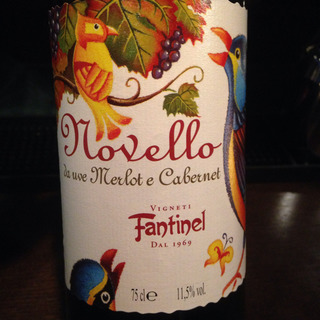 Novello
da uve Merlot e Cabernet
VIGNETI
Fantinel
DAL 1969
75 cl e 11,5% vol.